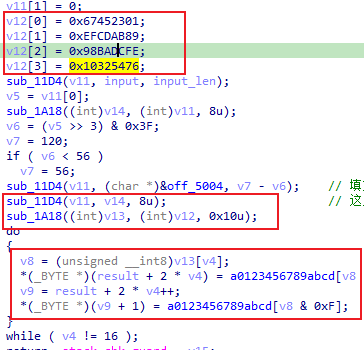 v11[1] = 0;
v12[0] = 0x67452301;
v12[1] = 0xEFCDAB89;
v12[2] = 0x98BADCFE;
v12[3] = 0x10325476;
sub_11D4(v11, input, input_len);
v5 = v11[0];
sub_1A18((int)v14, (int)v11, 8u);
v6 = (v5 >> 3) & 0x3F;
v7 = 120;
if ( v6 < 56 )
v7 = 56;
sub_11D4(v11, (char *)&off_5004, v7 - v6); // 填
sub_11D4(v11, v14, 8u); // 这
sub_1A18((int)v13, (int)v12, 0x10u);
do
{
v8 = (unsigned __int8)v13[v4];
*(_BYTE *)(result + 2 * v4) = a0123456789abcd[v8
v9 = result + 2 * v4++;
*(_BYTE *)(v9 + 1) = a0123456789abcd[v8 & 0xF];
}
while ( v4 != 16 );